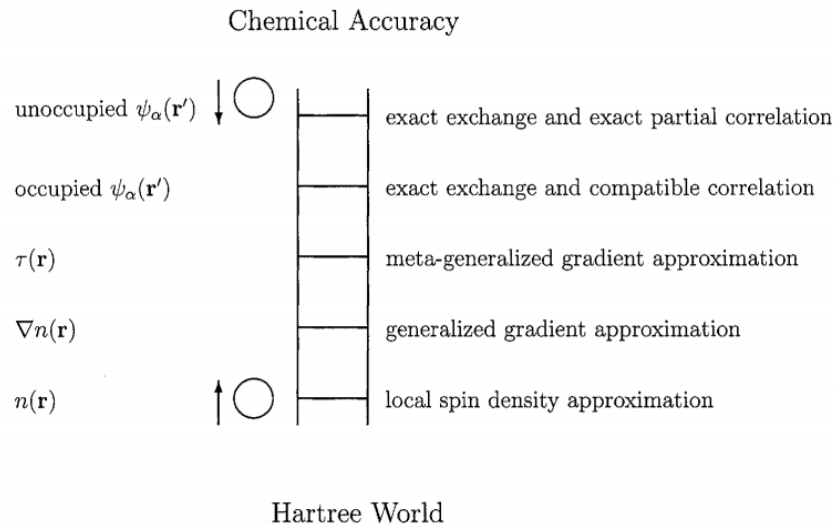 Chemical Accuracy
unoccupied ψα(r′)
exact exchange and exact partial correlation
occupied ψα(r′)
exact exchange and compatible correlation
τ(r)
meta-generalized gradient approximation
∇n(r)
generalized gradient approximation
n(r)
local spin density approximation
Hartree World